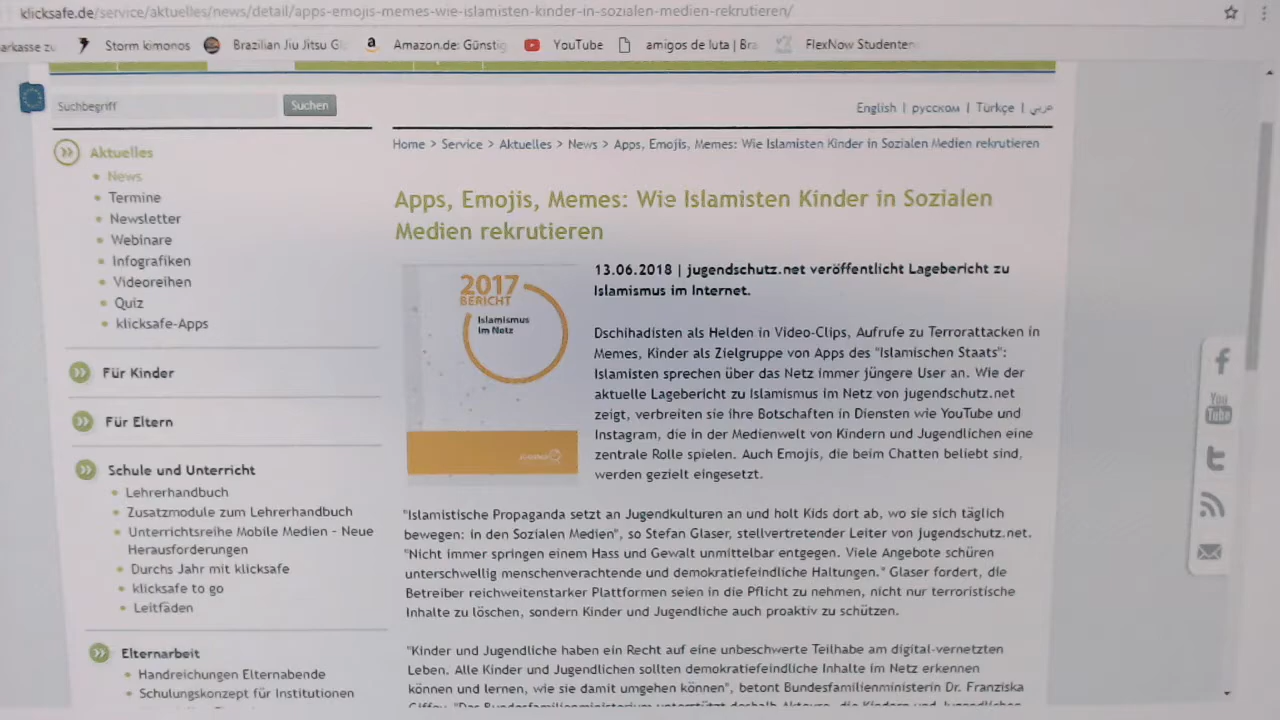 klicksafe.de/service/aktuelles/news/detail/apps-emojis-memes-wie-islamisten-kinder-in-sozialen-medien-rekrutieren/
arkasse zu
Storm kimonos
Brazilian Jiu Jitsu G
a
Amazon.de: Günstig
YouTube
amigos de luta | Bra
FlexNow Studenten
Suchbegriff
Suchen
English | русском | Türkçe | عربي
Home > Service > Aktuelles > News > Apps, Emojis, Memes: Wie Islamisten Kinder in Sozialen Medien rekrutieren
Aktuelles
News
Termine
Newsletter
Webinare
Infografiken
Videoreihen
Quiz
klicksafe-Apps
Für Kinder
Für Eltern
Schule und Unterricht
Lehrerhandbuch
Zusatzmodule zum Lehrerhandbuch
Unterrichtsreihe Mobile Medien - Neue
Herausforderungen
Durchs Jahr mit klicksafe
klicksafe to go
Leitfäden
Elternarbeit
Handreichungen Elternabende
Schulungskonzept für Institutionen
Apps, Emojis, Memes: Wie Islamisten Kinder in Sozialen
Medien rekrutieren
2017
BERICHT
Islamismus
im Netz
13.06.2018 | jugendschutz.net veröffentlicht Lagebericht zu
Islamismus im Internet.
Dschihadisten als Helden in Video-Clips, Aufrufe zu Terrorattacken in
Memes, Kinder als Zielgruppe von Apps des "Islamischen Staats":
Islamisten sprechen über das Netz immer jüngere User an. Wie der
aktuelle Lagebericht zu Islamismus im Netz von jugendschutz.net
zeigt, verbreiten sie ihre Botschaften in Diensten wie YouTube und
Instagram, die in der Medienwelt von Kindern und Jugendlichen eine
zentrale Rolle spielen. Auch Emojis, die beim Chatten beliebt sind,
werden gezielt eingesetzt.
"Islamistische Propaganda setzt an Jugendkulturen an und holt Kids dort ab, wo sie sich täglich
bewegen: in den Sozialen Medien", so Stefan Glaser, stellvertretender Leiter von jugendschutz.net.
"Nicht immer springen einem Hass und Gewalt unmittelbar entgegen. Viele Angebote schüren
unterschwellig menschenverachtende und demokratiefeindliche Haltungen." Glaser fordert, die
Betreiber reichweitenstarker Plattformen seien in die Pflicht zu nehmen, nicht nur terroristische
Inhalte zu löschen, sondern Kinder und Jugendliche auch proaktiv zu schützen.
"Kinder und Jugendliche haben ein Recht auf eine unbeschwerte Teilhabe am digital-vernetzten
Leben. Alle Kinder und Jugendlichen sollten demokratiefeindliche Inhalte im Netz erkennen
können und lernen, wie sie damit umgehen können", betont Bundesfamilienministerin Dr. Franziska
Giffey. "Das Bundesfamilienministerium unterstützt deshalb Akteure, die Kindern und Jugendlichen
You
Tube